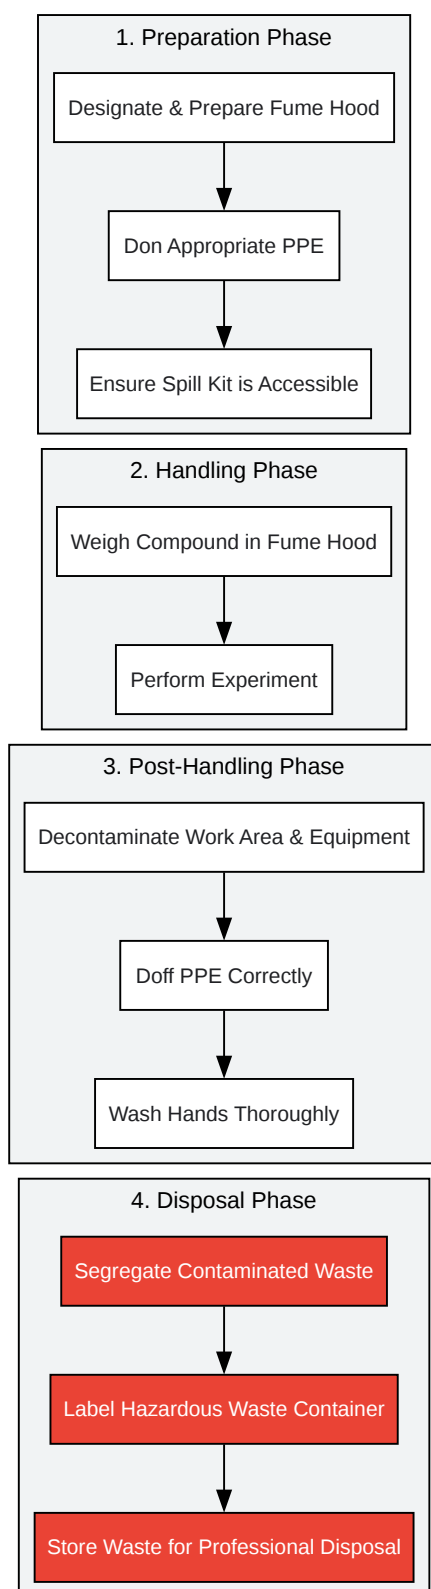 1. Preparation Phase
Designate & Prepare Fume Hood
Don Appropriate PPE
Ensure Spill Kit is Accessible
2. Handling Phase
Weigh Compound in Fume Hood
Perform Experiment
3. Post-Handling Phase
Decontaminate Work Area & Equipment
Doff PPE Correctly
Wash Hands Thoroughly
4. Disposal Phase
Segregate Contaminated Waste
Label Hazardous Waste Container
Store Waste for Professional Disposal